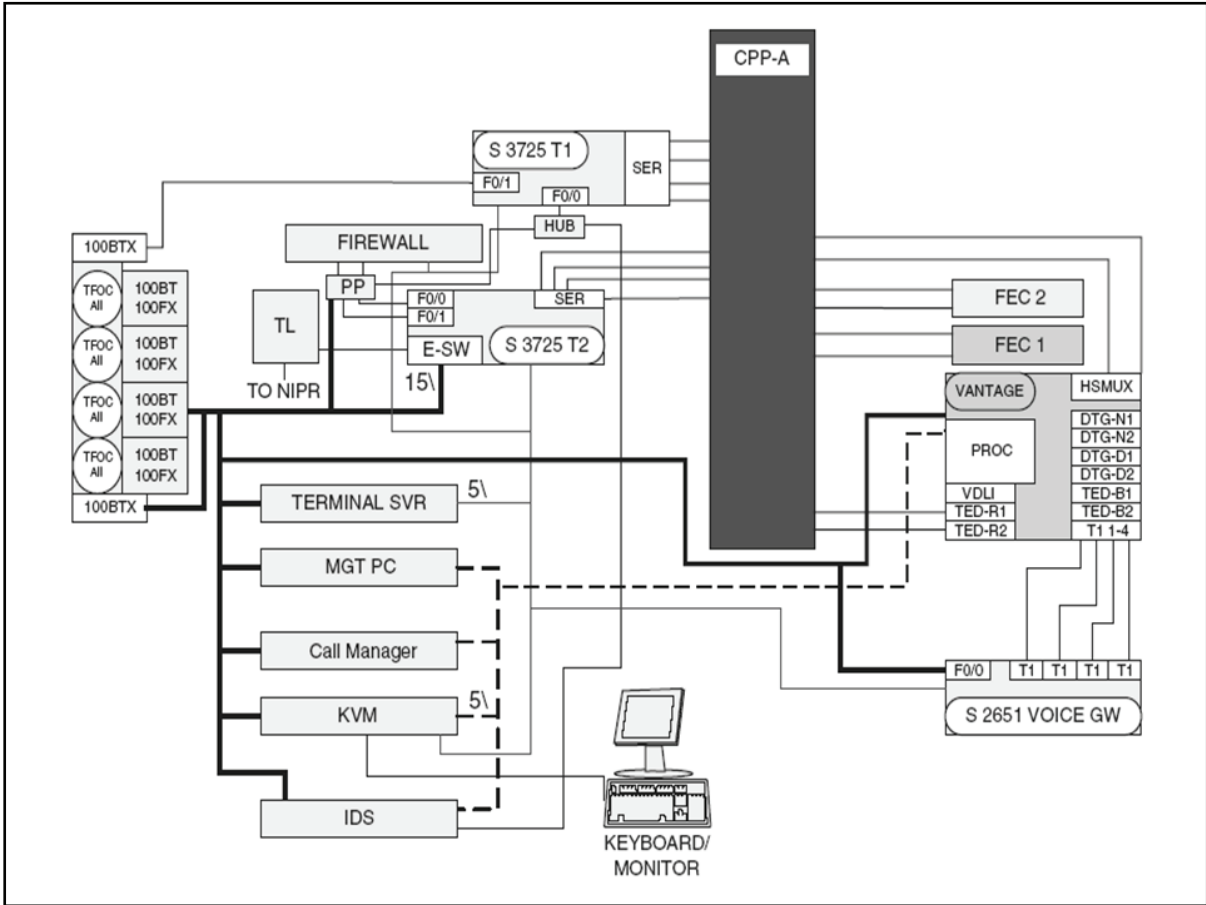 CPP-A
S 3725 T1
SER
F0/1
F0/0
HUB
FIREWALL
100BTX
PP
TFOC
All
100BT
100FX
TFOC
All
100BT
100FX
TFOC
All
100BT
100FX
TFOC
All
100BT
100FX
100BTX
TL
TO NIPR
F0/0
F0/1
SER
E-SW
S 3725 T2
15\
FEC 2
FEC 1
VANTAGE
HSMUX
PROC
DTG-N1
DTG-N2
DTG-D1
DTG-D2
VDLI
TED-B1
TED-R1
TED-B2
TED-R2
T1 1-4
TERMINAL SVR
5\
MGT PC
Call Manager
KVM
5\
IDS
KEYBOARD/
MONITOR
F0/0
T1
T1
T1
T1
S 2651 VOICE GW